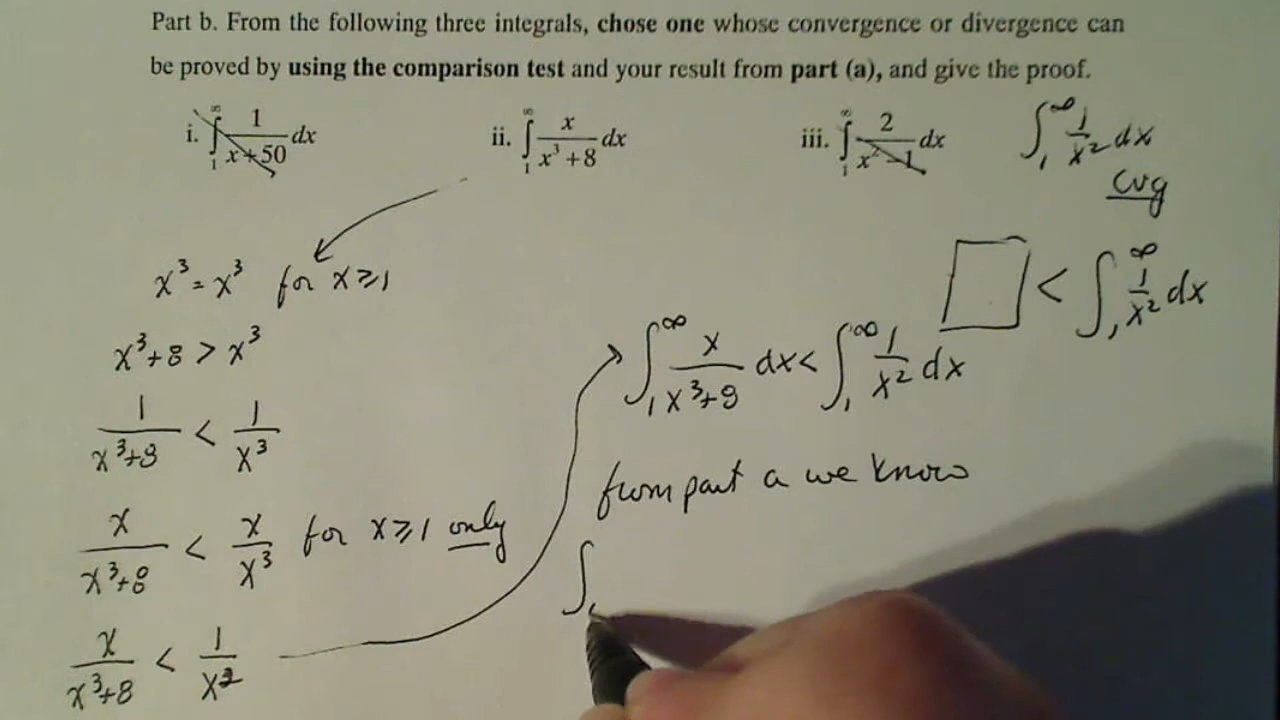 Part b. From the following three integrals, chose one whose convergence or divergence can
be proved by using the comparison test and your result from part (a), and give the proof.
i. ∫₁^∞ 1/(x+50) dx
ii. ∫₁^∞ x/(x³+8) dx
iii. ∫₁^∞ 2/(x²-1) dx
∫₁^∞ 1/x² dx
cvg
x³ = x³ for x ≥ 1
x³+8 > x³
1/(x³+8) < 1/x³
x/(x³+8) < x/x³ for x ≥ 1 only
x/(x³+8) < 1/x²
□ < ∫₁^∞ 1/x² dx
∫₁^∞ x/(x³+8) dx < ∫₁^∞ 1/x² dx
from part a we know
∫₁